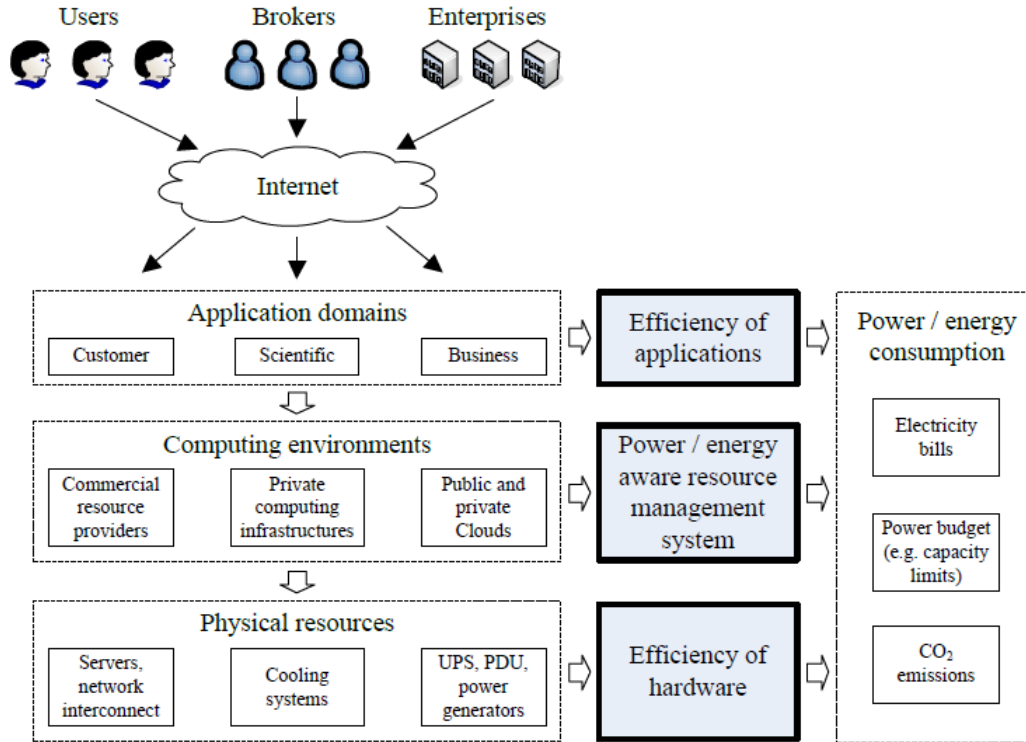 Users
Brokers
Enterprises
Internet
Application domains
Customer
Scientific
Business
Efficiency of
applications
Power / energy
consumption
Computing environments
Commercial
resource
providers
Private
computing
infrastructures
Public and
private
Clouds
Power / energy
aware resource
management
system
Electricity
bills
Power budget
(e.g. capacity
limits)
Physical resources
Servers,
network
interconnect
Cooling
systems
UPS, PDU,
power
generators
Efficiency of
hardware
CO₂
emissions